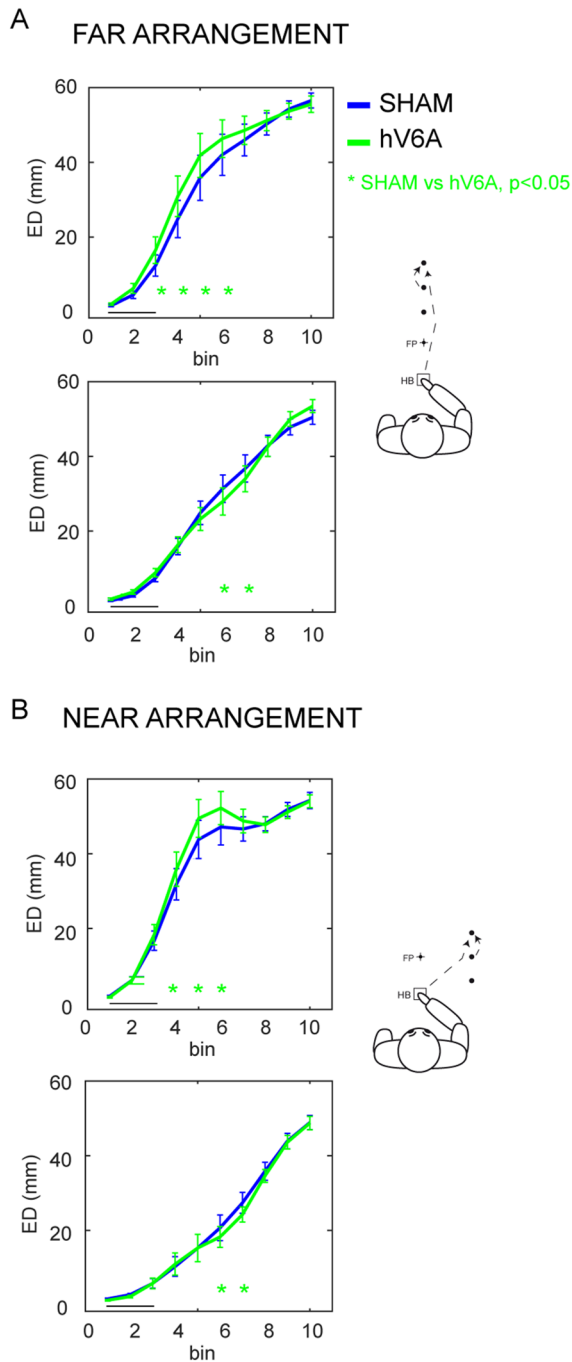 A
FAR ARRANGEMENT
60
40
20
0
ED (mm)
0 2 4 6 8 10
bin
SHAM
hV6A
* SHAM vs hV6A, p<0.05
* * * *
FP
HB
60
40
20
0
ED (mm)
0 2 4 6 8 10
bin
* *
B
NEAR ARRANGEMENT
60
40
20
0
ED (mm)
0 2 4 6 8 10
bin
* * *
FP
HB
60
40
20
0
ED (mm)
0 2 4 6 8 10
bin
* *